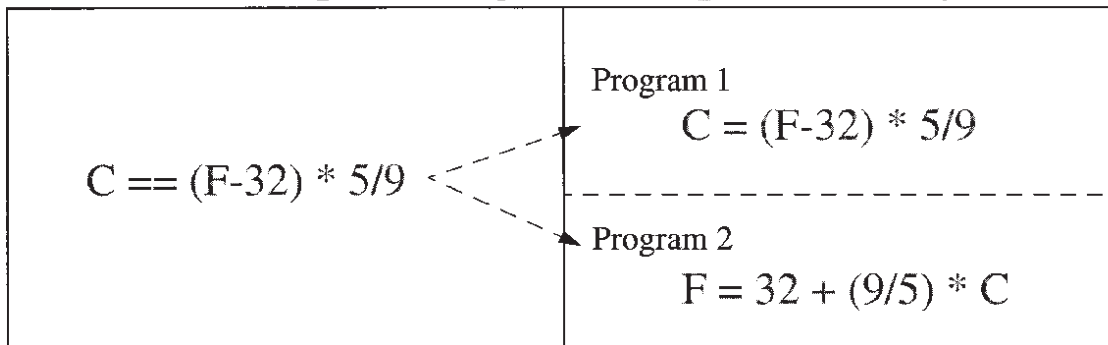 C == (F-32) * 5/9
Program 1
C = (F-32) * 5/9
Program 2
F = 32 + (9/5) * C